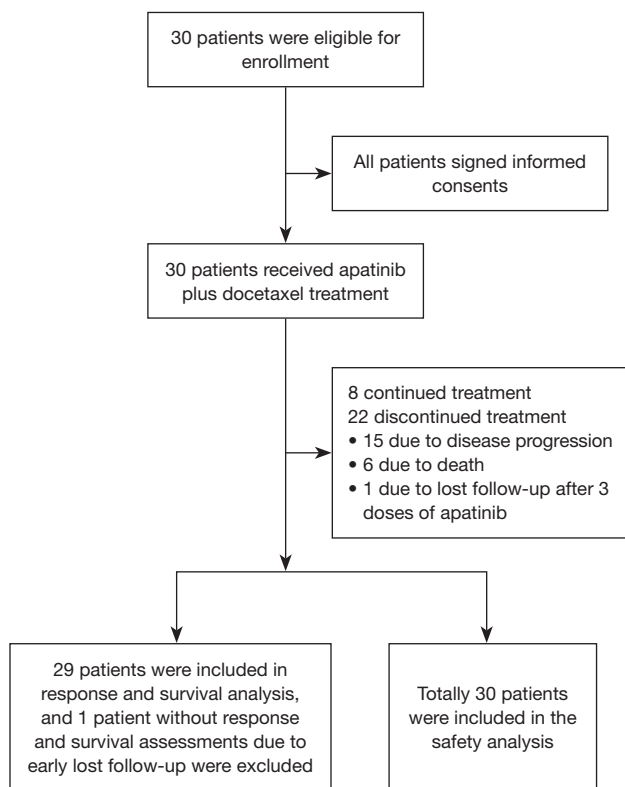 30 patients were eligible for
enrollment
All patients signed informed
consents
30 patients received apatinib
plus docetaxel treatment
8 continued treatment
22 discontinued treatment
• 15 due to disease progression
• 6 due to death
• 1 due to lost follow-up after 3
doses of apatinib
29 patients were included in
response and survival analysis,
and 1 patient without response
and survival assessments due to
early lost follow-up were excluded
Totally 30 patients
were included in the
safety analysis